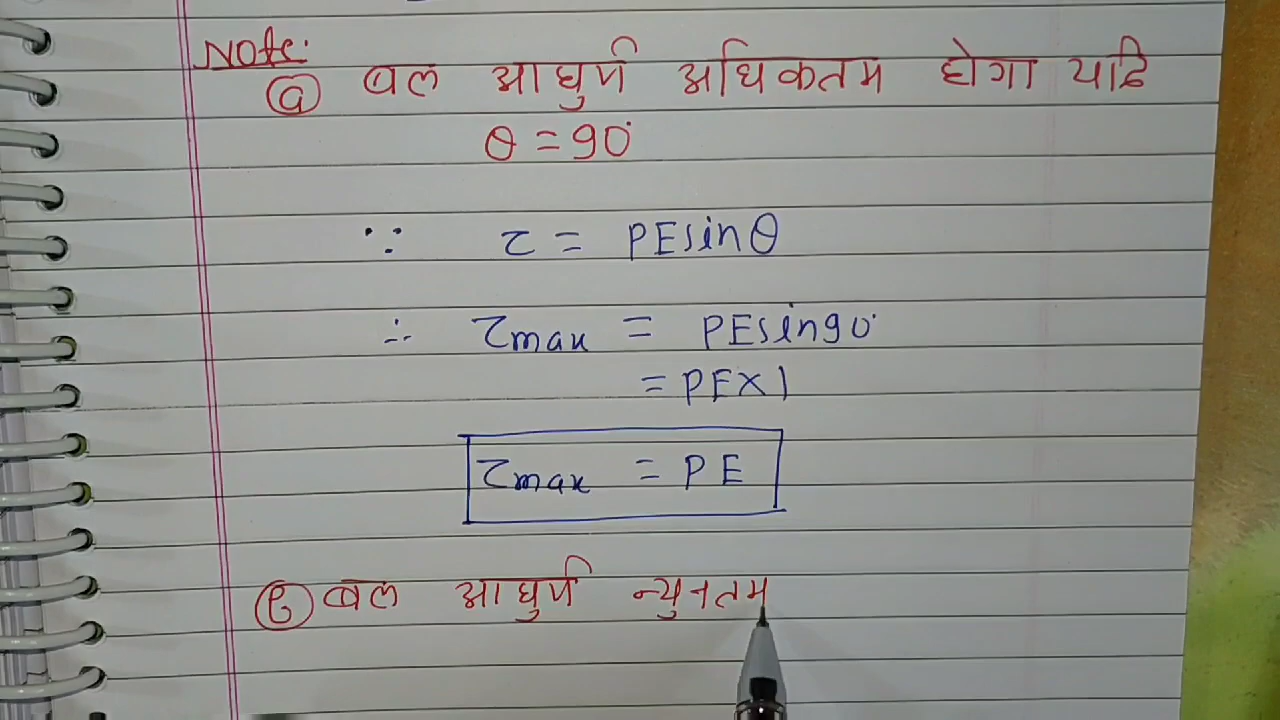 Note:
(a) बल आघुर्ण अधिकतम होगा यदि
θ = 90°
∵ τ = PEsinθ
∴ τmax = PEsin90°
= PE×1
τmax = PE
(b) बल आघुर्ण न्युनतम